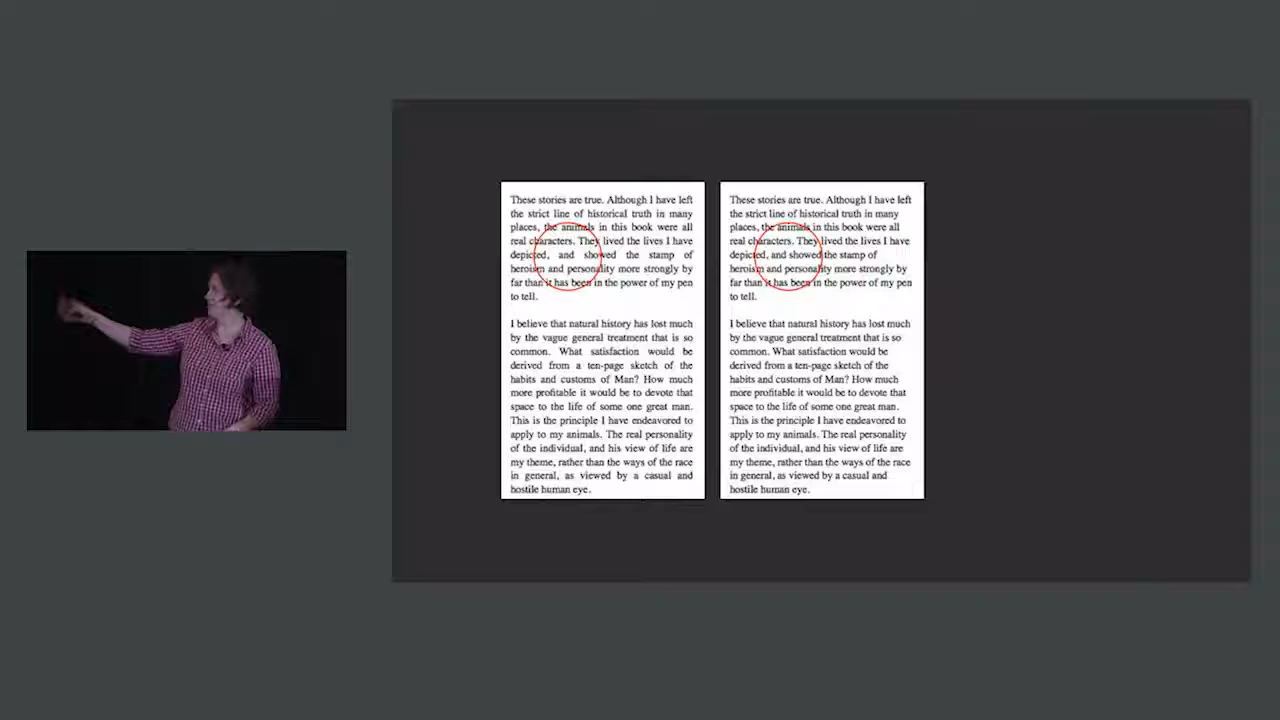 These stories are true. Although I have left
the strict line of historical truth in many
places, the animals in this book were all
real characters. They lived the lives I have
depicted, and showed the stamp of
heroism and personality more strongly by
far than it has been in the power of my pen
to tell.
I believe that natural history has lost much
by the vague general treatment that is so
common. What satisfaction would be
derived from a ten-page sketch of the
habits and customs of Man? How much
more profitable it would be to devote that
space to the life of some one great man.
This is the principle I have endeavored to
apply to my animals. The real personality
of the individual, and his view of life are
my theme, rather than the ways of the race
in general, as viewed by a casual and
hostile human eye.
These stories are true. Although I have left
the strict line of historical truth in many
places, the animals in this book were all
real characters. They lived the lives I have
depicted, and showed the stamp of
heroism and personality more strongly by
far than it has been in the power of my pen
to tell.
I believe that natural history has lost much
by the vague general treatment that is so
common. What satisfaction would be
derived from a ten-page sketch of the
habits and customs of Man? How much
more profitable it would be to devote that
space to the life of some one great man.
This is the principle I have endeavored to
apply to my animals. The real personality
of the individual, and his view of life are
my theme, rather than the ways of the race
in general, as viewed by a casual and
hostile human eye.